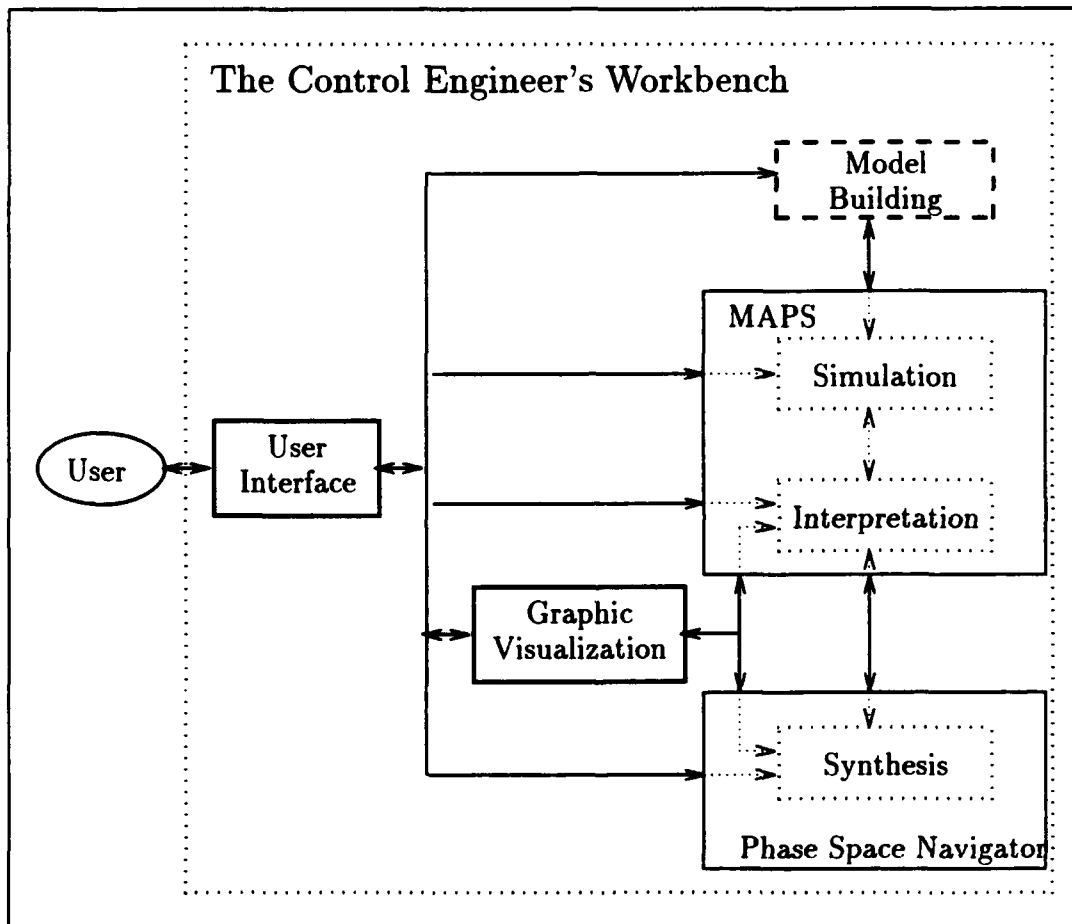 The Control Engineer's Workbench
Model
Building
MAPS
Simulation
User
User
Interface
Interpretation
Graphic
Visualization
Synthesis
Phase Space Navigator